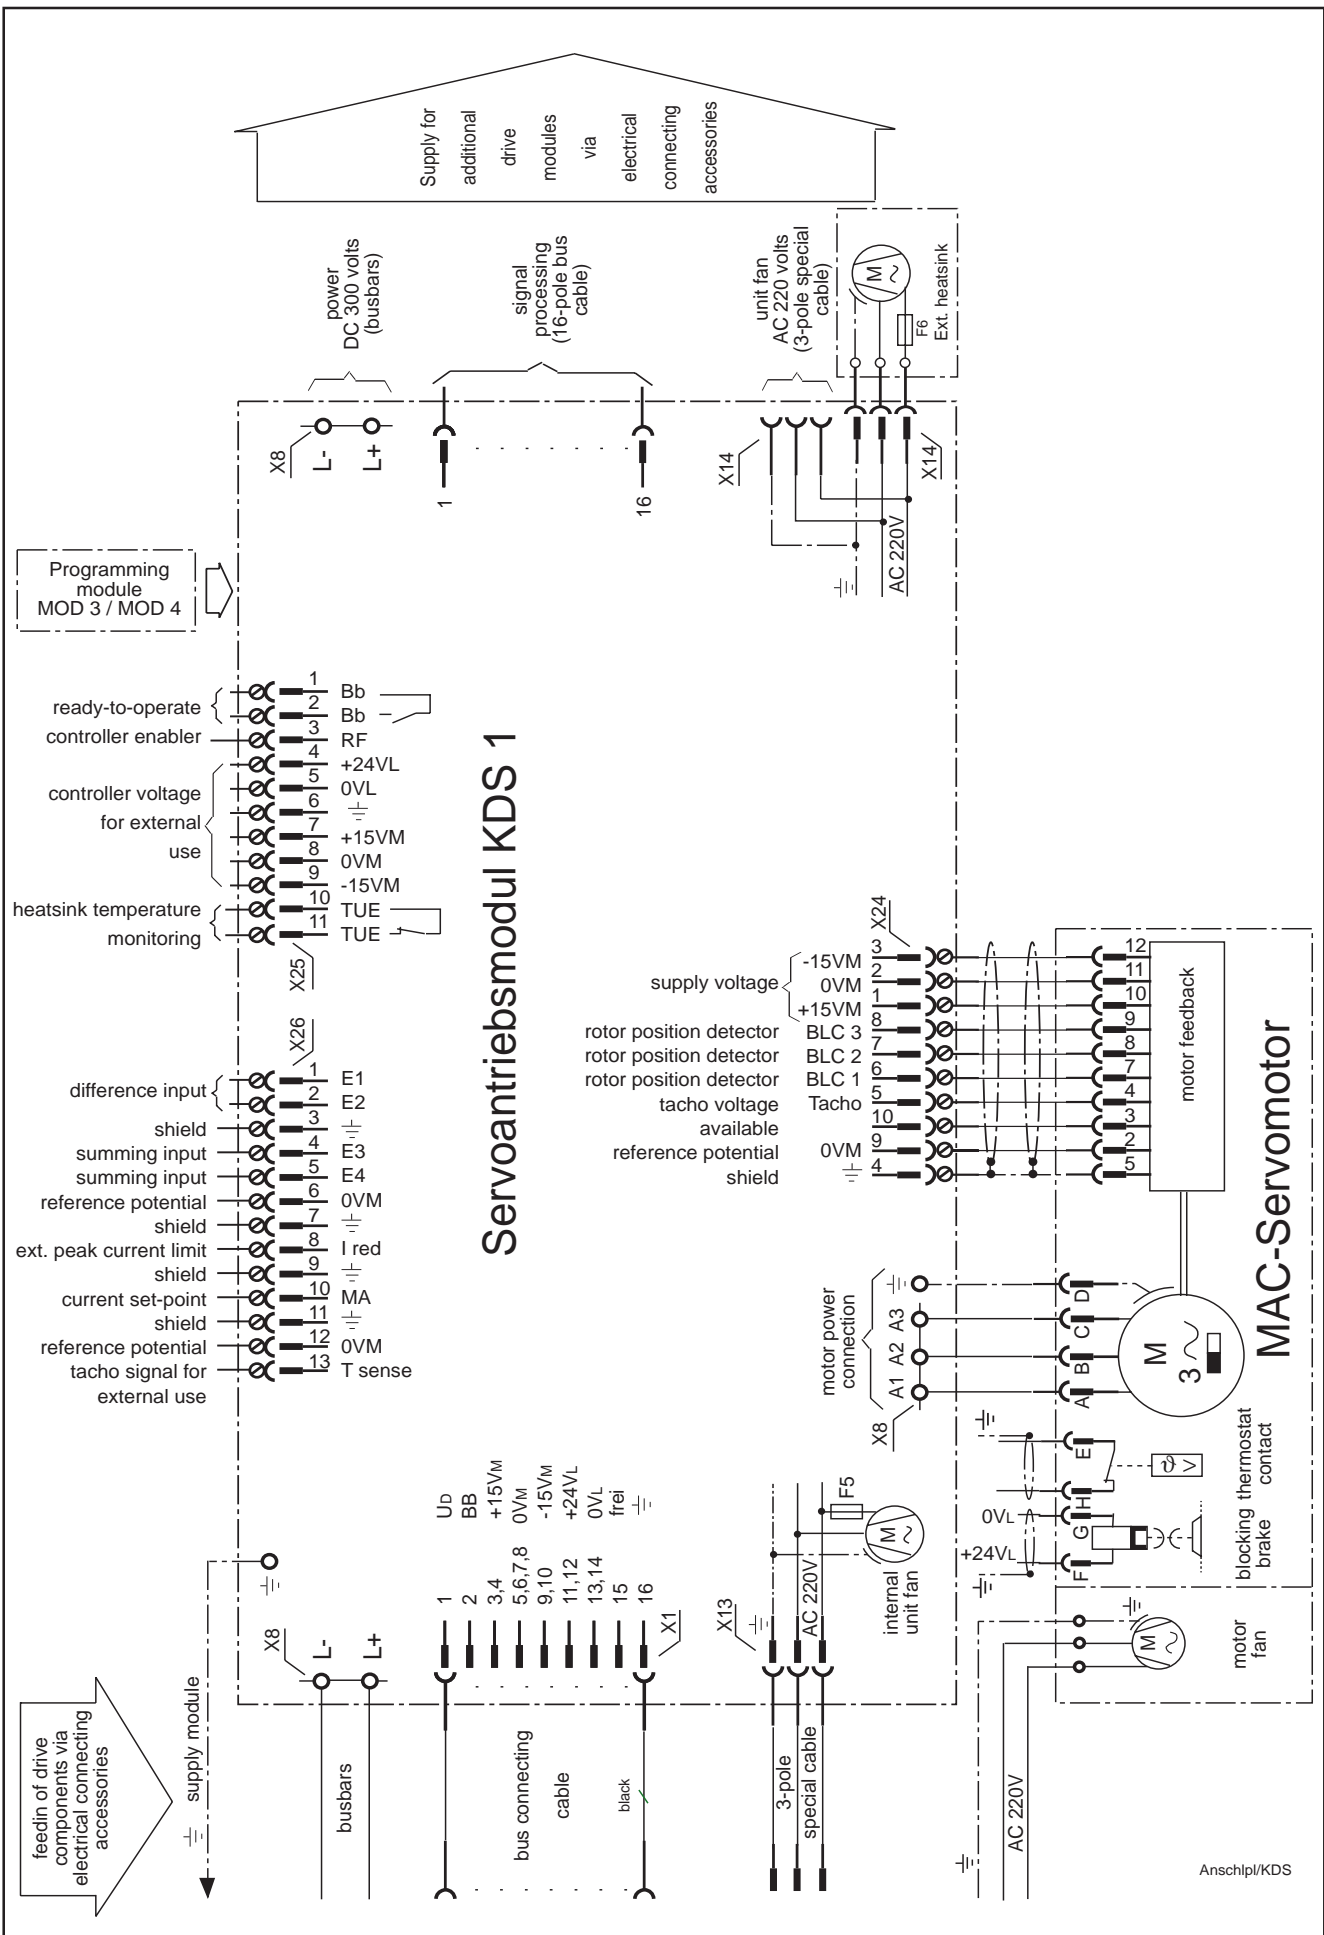 Supply for
additional
drive
modules
via
electrical
connecting
accessories
power
DC 300 volts
(busbars)
signal
processing
(16-pole bus
cable)
unit fan
AC 220 volts
(3-pole special
cable)
M
F6
Ext. heatsink
X8
L-
L+
1
16
X14
X14
AC 220V
Programming
module
MOD 3 / MOD 4
ready-to-operate
1 Bb
2 Bb
controller enabler
3 RF
controller voltage
for external
use
4 +24VL
5 0VL
6
7 +15VM
8 0VM
9 -15VM
heatsink temperature
monitoring
10 TUE
11 TUE
X25
Servoantriebsmodul KDS 1
X26
difference input
1 E1
2 E2
shield 3
summing input 4 E3
summing input 5 E4
reference potential 6 0VM
shield 7
ext. peak current limit 8 I red
shield 9
current set-point 10 MA
shield 11
reference potential 12 0VM
tacho signal for 13 T sense
external use
X24
supply voltage
-15VM 3 12
0VM 2 11
+15VM 1 10
rotor position detector BLC 3 8 9
rotor position detector BLC 2 7 8
rotor position detector BLC 1 6 7
tacho voltage Tacho 5 4
available 10 3
reference potential 0VM 9 2
shield 4 5
motor feedback
MAC-Servomotor
motor power
connection
A3
A2
A1
X8
D
C
B
A
M
3
E
H
G
F
0VL
+24VL
ϑ >
thermostat
contact
blocking
brake
motor
fan
M
AC 220V
UD
BB
+15VM
0VM
-15VM
+24VL
0VL
frei
1
2
3,4
5,6,7,8
9,10
11,12
13,14
15
16
X1
X8
L-
L+
X13
AC 220V
F5
M
internal
unit fan
feedin of drive
components via
electrical connecting
accessories
supply module
busbars
bus connecting
cable
black
3-pole
special cable
Anschlpl/KDS